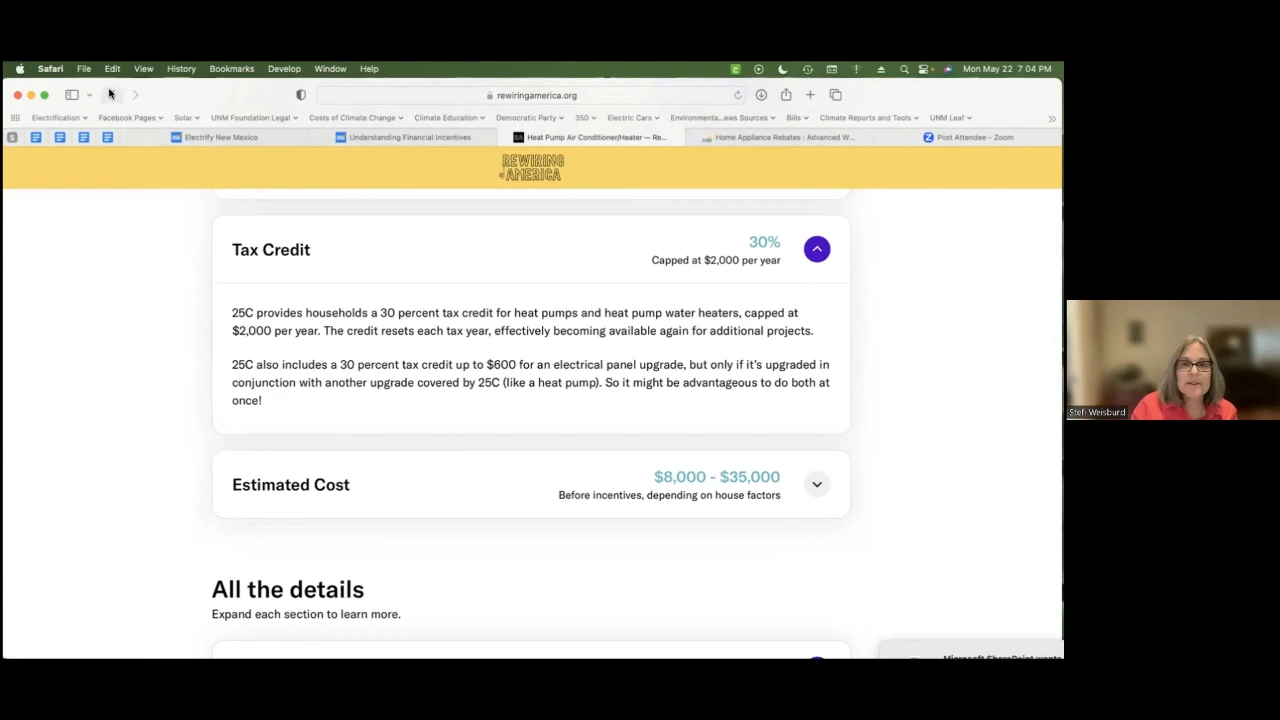 Safari File Edit View History Bookmarks Develop Window Help Mon May 22 7:04 PM
rewiringamerica.org
Electrification Facebook Pages Solar UNM Foundation Legal Costs of Climate Change Climate Education Democratic Party 350 Electric Cars Environmenta...ews Sources Bills Climate Reports and Tools UNM Leaf
S Electrify New Mexico Understanding Financial Incentives Heat Pump Air Conditioner/Heater — Re... Home Appliance Rebates : Advanced W... Post Attendee - Zoom
REWIRING
AMERICA
Tax Credit
30%
Capped at $2,000 per year
25C provides households a 30 percent tax credit for heat pumps and heat pump water heaters, capped at
$2,000 per year. The credit resets each tax year, effectively becoming available again for additional projects.
25C also includes a 30 percent tax credit up to $600 for an electrical panel upgrade, but only if it's upgraded in
conjunction with another upgrade covered by 25C (like a heat pump). So it might be advantageous to do both at
once!
Estimated Cost
$8,000 - $35,000
Before incentives, depending on house factors
All the details
Expand each section to learn more.
Microsoft SharePoint wants
Stefi Weisburd